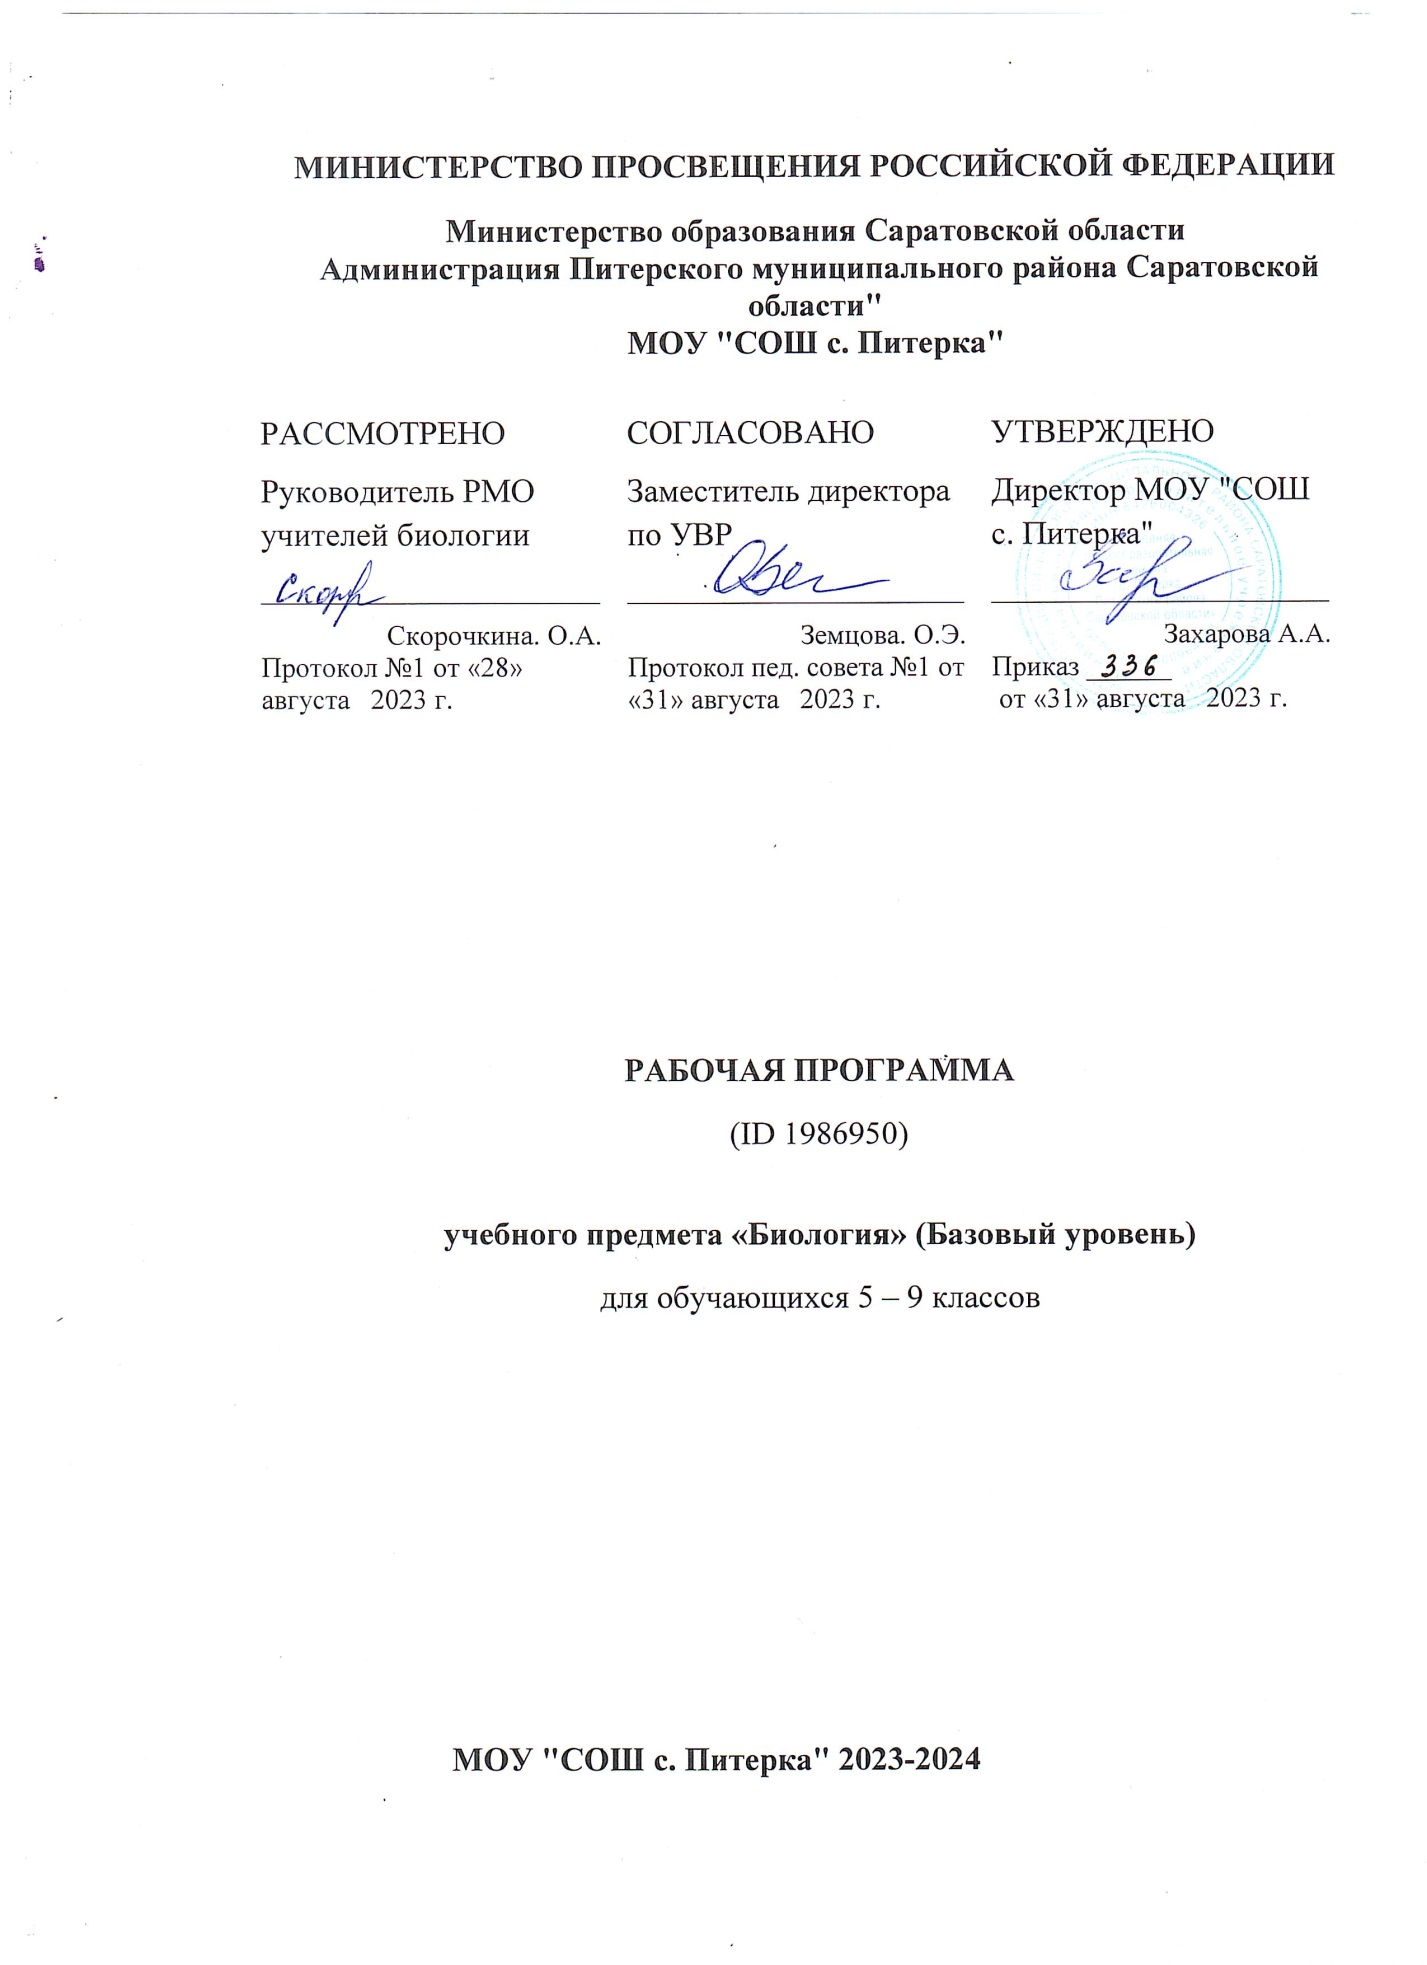 МИНИСТЕРСТВО ПРОСВЕЩЕНИЯ РОССИЙСКОЙ ФЕДЕРАЦИИ
Министерство образования Саратовской области
Администрация Питерского муниципального района Саратовской
области"
МОУ "СОШ с. Питерка"
РАССМОТРЕНО
Руководитель РМО
учителей биологии
Скорочкина. О.А.
Протокол №1 от «28»
августа 2023 г.
СОГЛАСОВАНО
Заместитель директора
по УВР
Земцова. О.Э.
Протокол пед. совета №1 от
«31» августа 2023 г.
УТВЕРЖДЕНО
Директор МОУ "СОШ
с. Питерка"
Захарова А.А.
Приказ 336
от «31» августа 2023 г.
РАБОЧАЯ ПРОГРАММА
(ID 1986950)
учебного предмета «Биология» (Базовый уровень)
для обучающихся 5 – 9 классов
МОУ "СОШ с. Питерка" 2023-2024